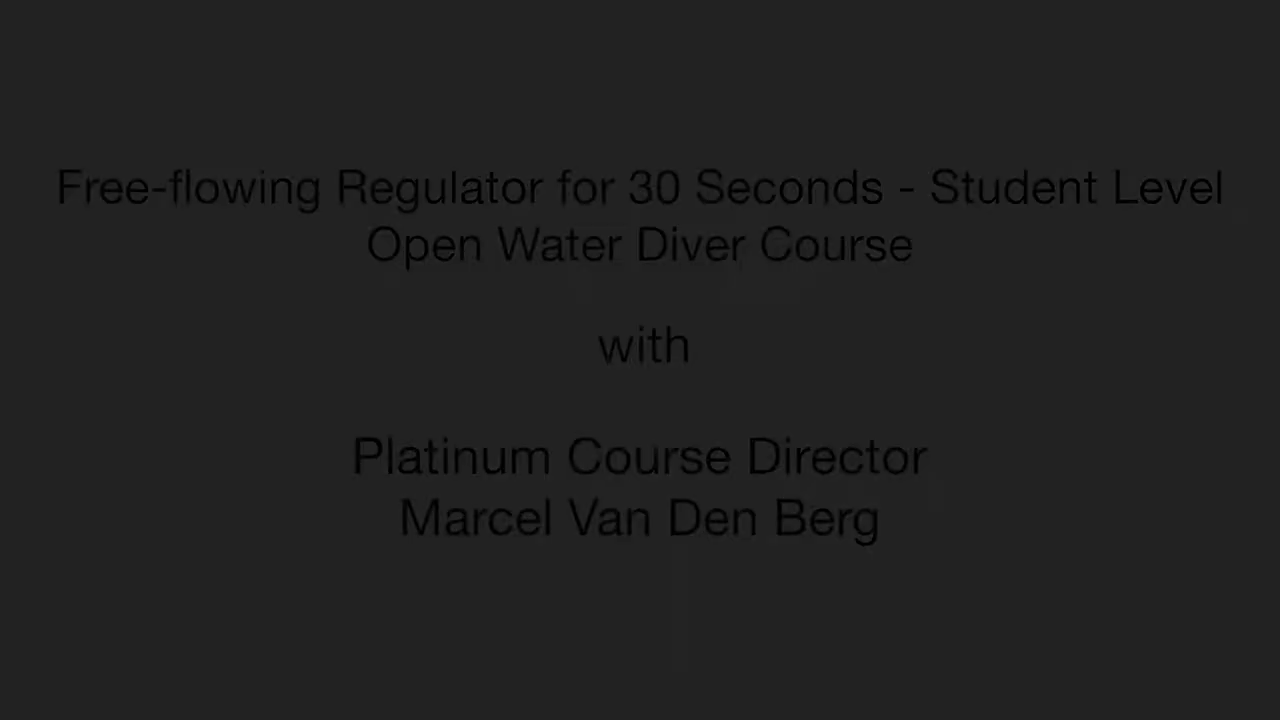 Free-flowing Regulator for 30 Seconds - Student Level
Open Water Diver Course
with
Platinum Course Director
Marcel Van Den Berg